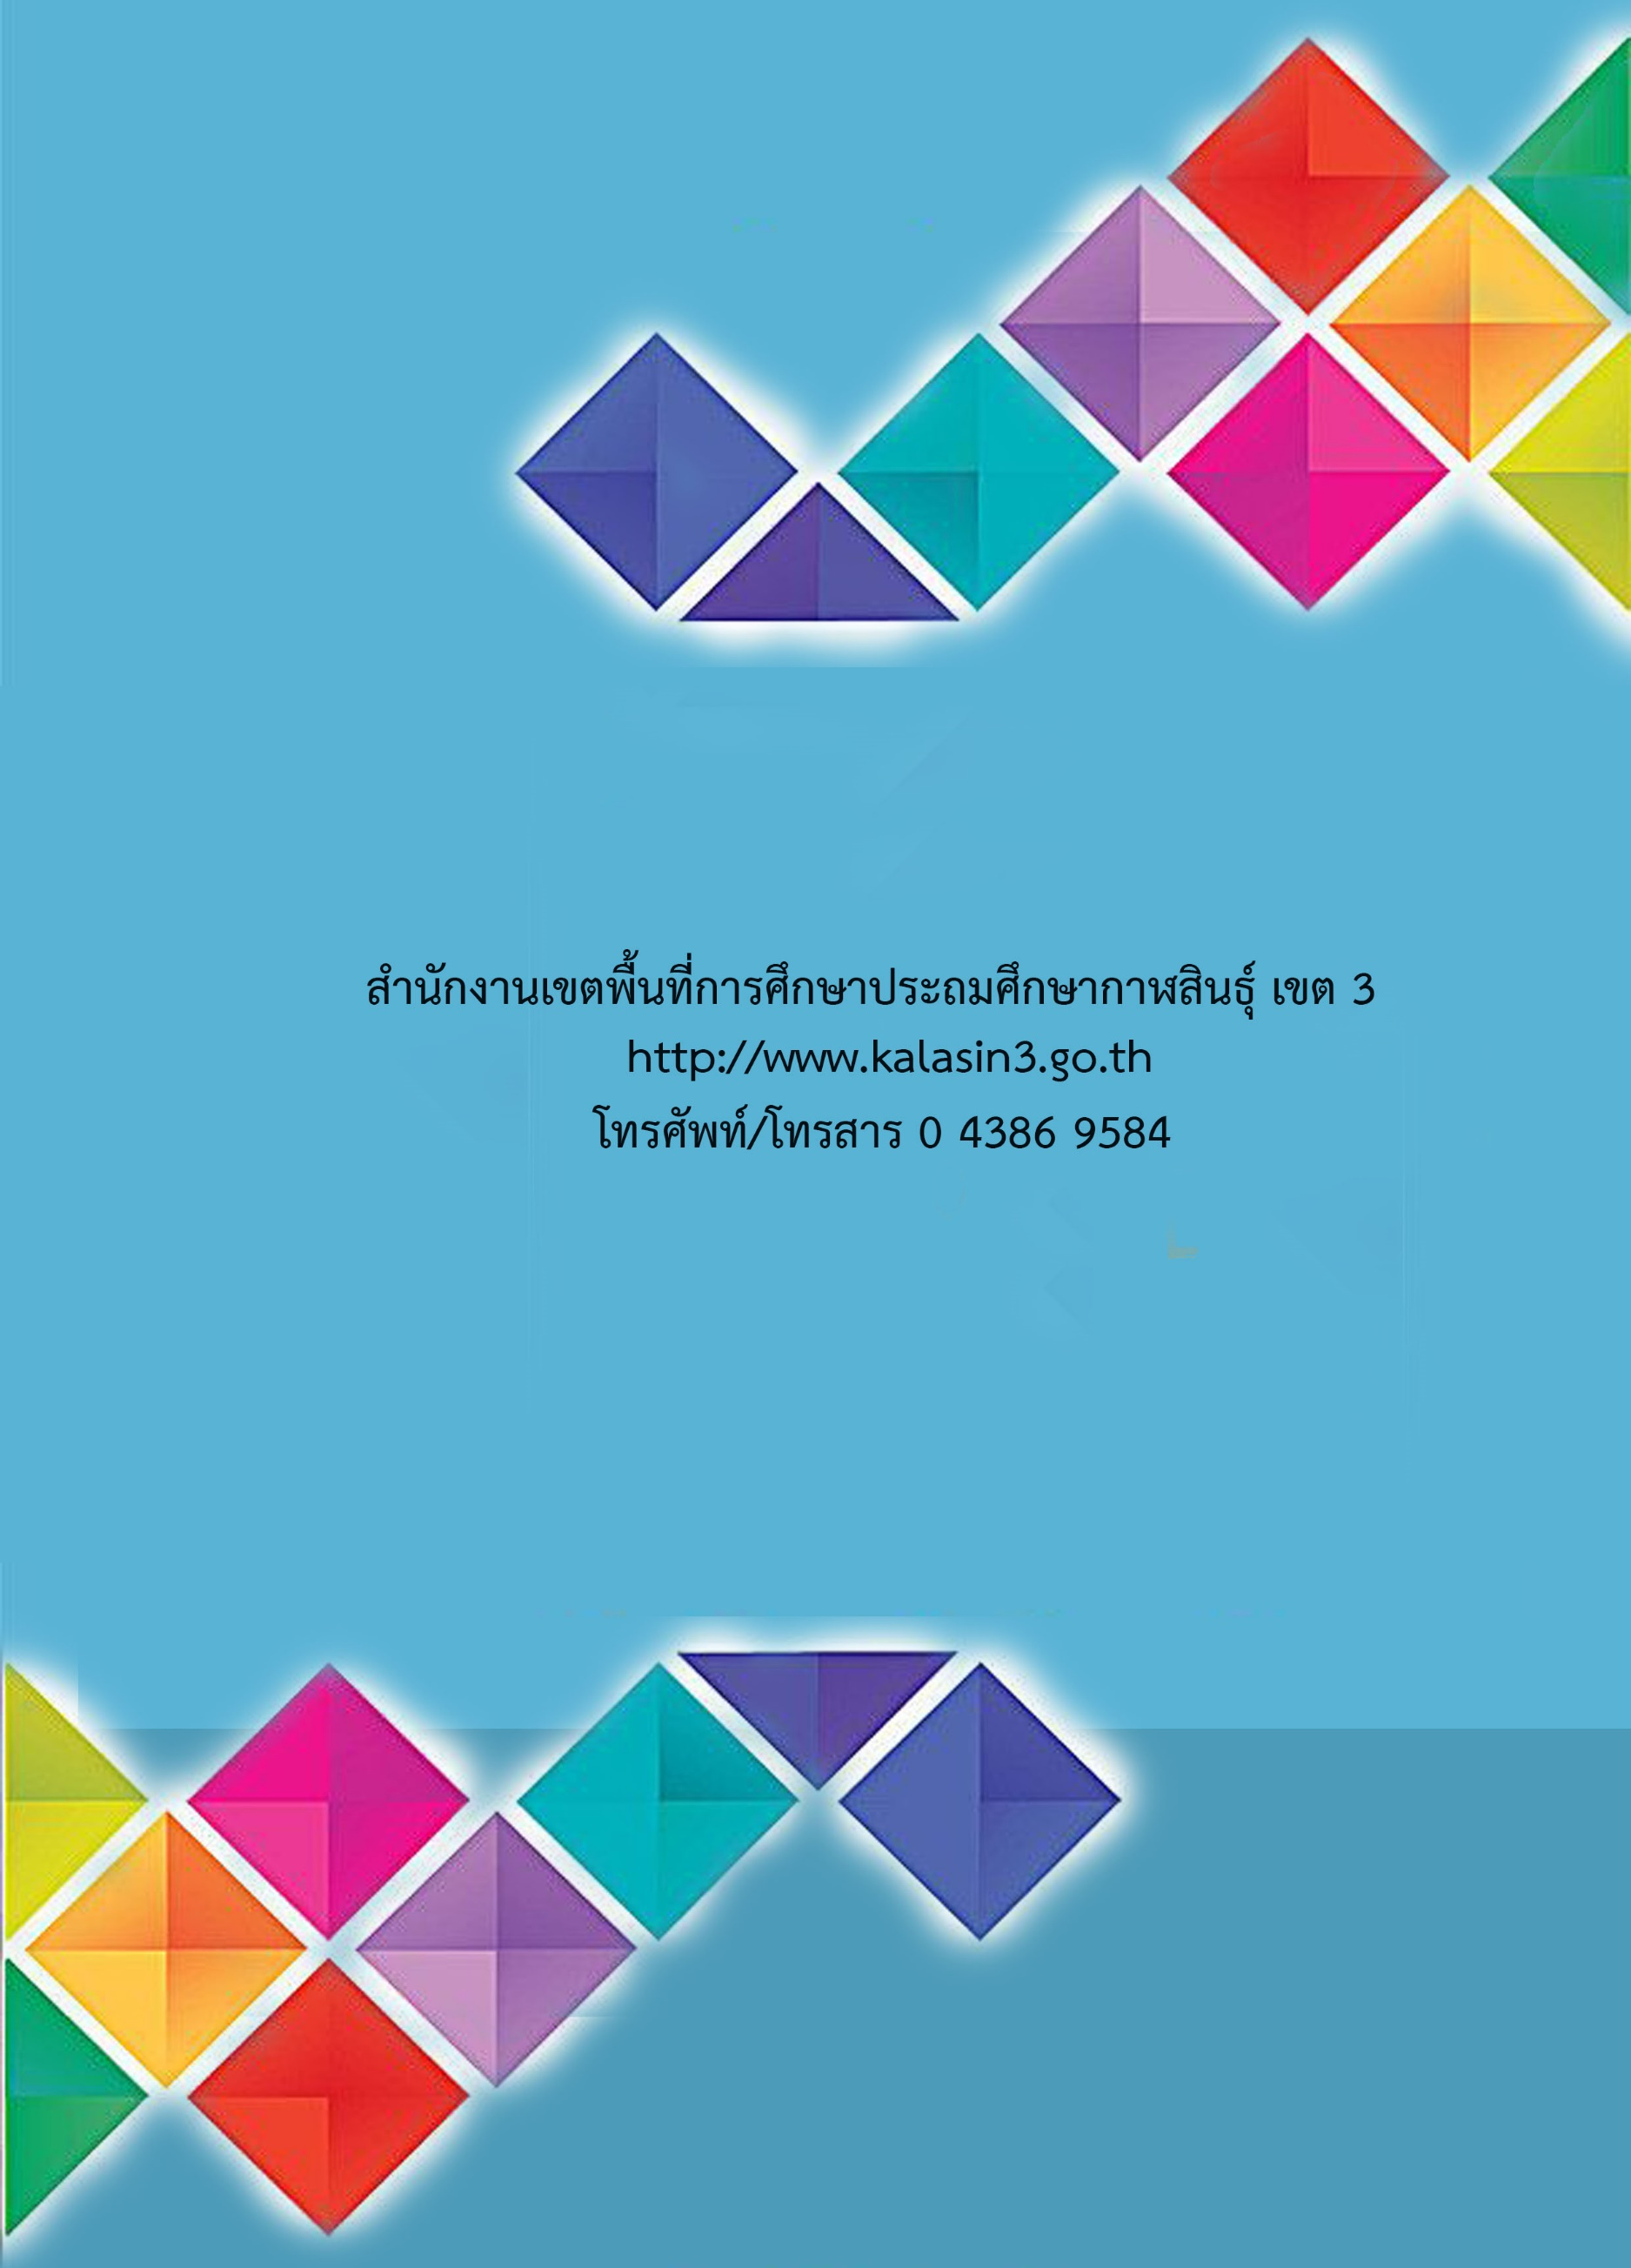 สำนักงานเขตพื้นที่การศึกษาประถมศึกษากาฬสินธุ์ เขต 3
http://www.kalasin3.go.th
โทรศัพท์/โทรสาร 0 4386 9584